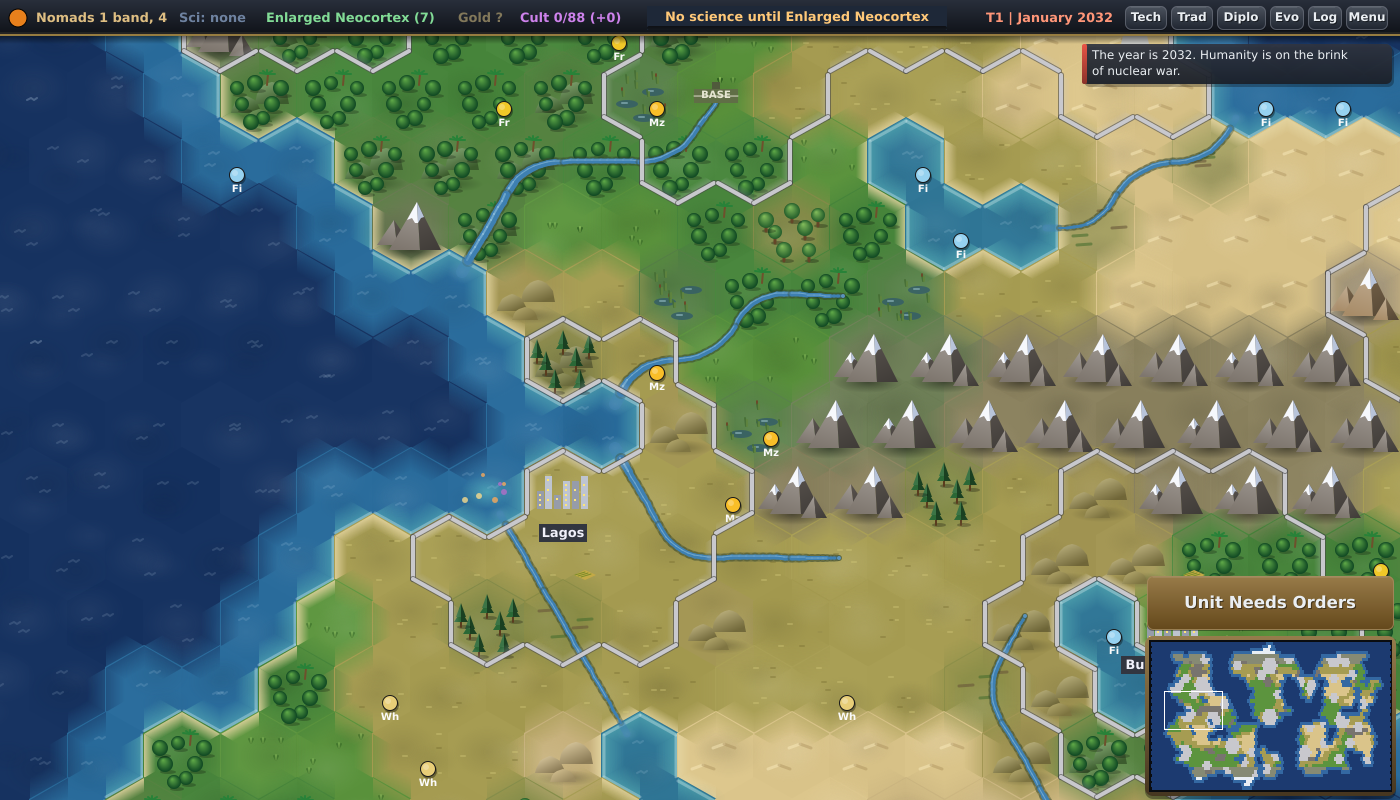 Nomads 1 band, 4
Sci: none
Enlarged Neocortex (7)
Gold ?
Cult 0/88 (+0)
No science until Enlarged Neocortex
T1 | January 2032
Tech
Trad
Diplo
Evo
Log
Menu
The year is 2032. Humanity is on the brink
of nuclear war.
Fr
BASE
Fr
Mz
Fi
Fi
Fi
Fi
Fi
Mz
Mz
Lagos
Unit Needs Orders
Fi
Bu
Wh
Wh
Wh